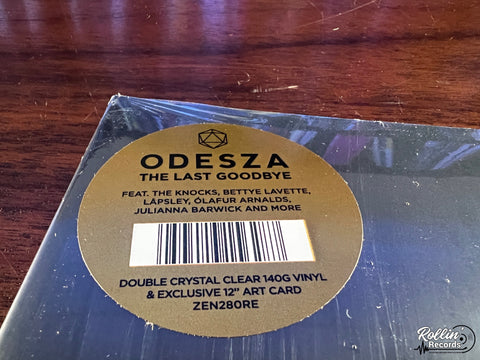 ODESZA
THE LAST GOODBYE
FEAT. THE KNOCKS, BETTYE LAVETTE,
LÂPSLEY, ÓLAFUR ARNALDS,
JULIANNA BARWICK AND MORE
DOUBLE CRYSTAL CLEAR 140G VINYL
& EXCLUSIVE 12" ART CARD
ZEN280RE
Rollin
Records